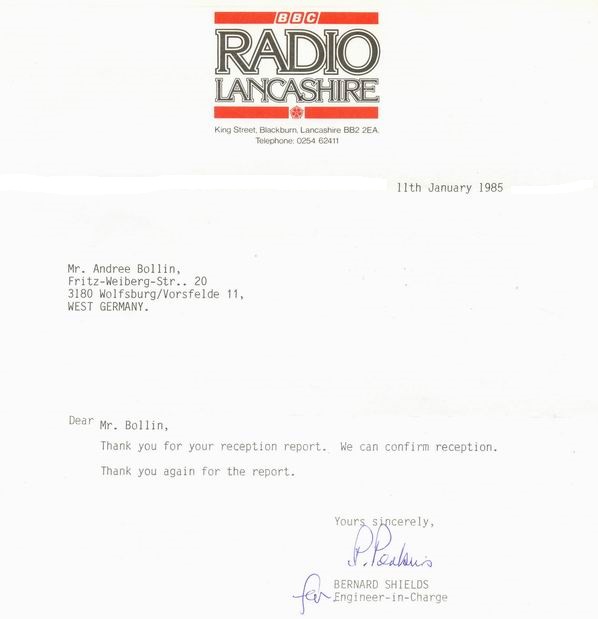 BBC
RADIO
LANCASHIRE
King Street, Blackburn, Lancashire BB2 2EA.
Telephone: 0254 62411
11th January 1985
Mr. Andree Bollin,
Fritz-Weiberg-Str.. 20
3180 Wolfsburg/Vorsfelde 11,
WEST GERMANY.
Dear Mr. Bollin,
Thank you for your reception report. We can confirm reception.
Thank you again for the report.
Yours sincerely,
P. Perkins
BERNARD SHIELDS
for Engineer-in-Charge